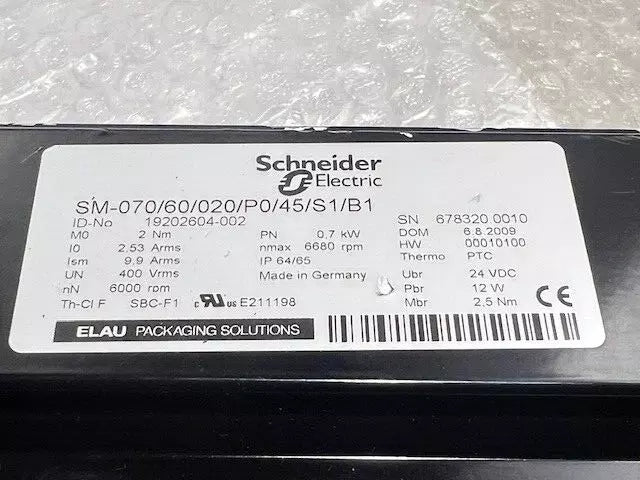 Schneider
Electric
SM-070/60/020/P0/45/S1/B1
ID-No 19202604-002
M0 2 Nm
I0 2,53 Arms
Ism 9,9 Arms
UN 400 Vrms
nN 6000 rpm
Th-Cl F SBC-F1
PN 0,7 kW
nmax 6680 rpm
IP 64/65
Made in Germany
c RU US E211198
SN 678320.0010
DOM 6.8.2009
HW 00010100
Thermo PTC
Ubr 24 VDC
Pbr 12 W
Mbr 2,5 Nm
CE
ELAU PACKAGING SOLUTIONS